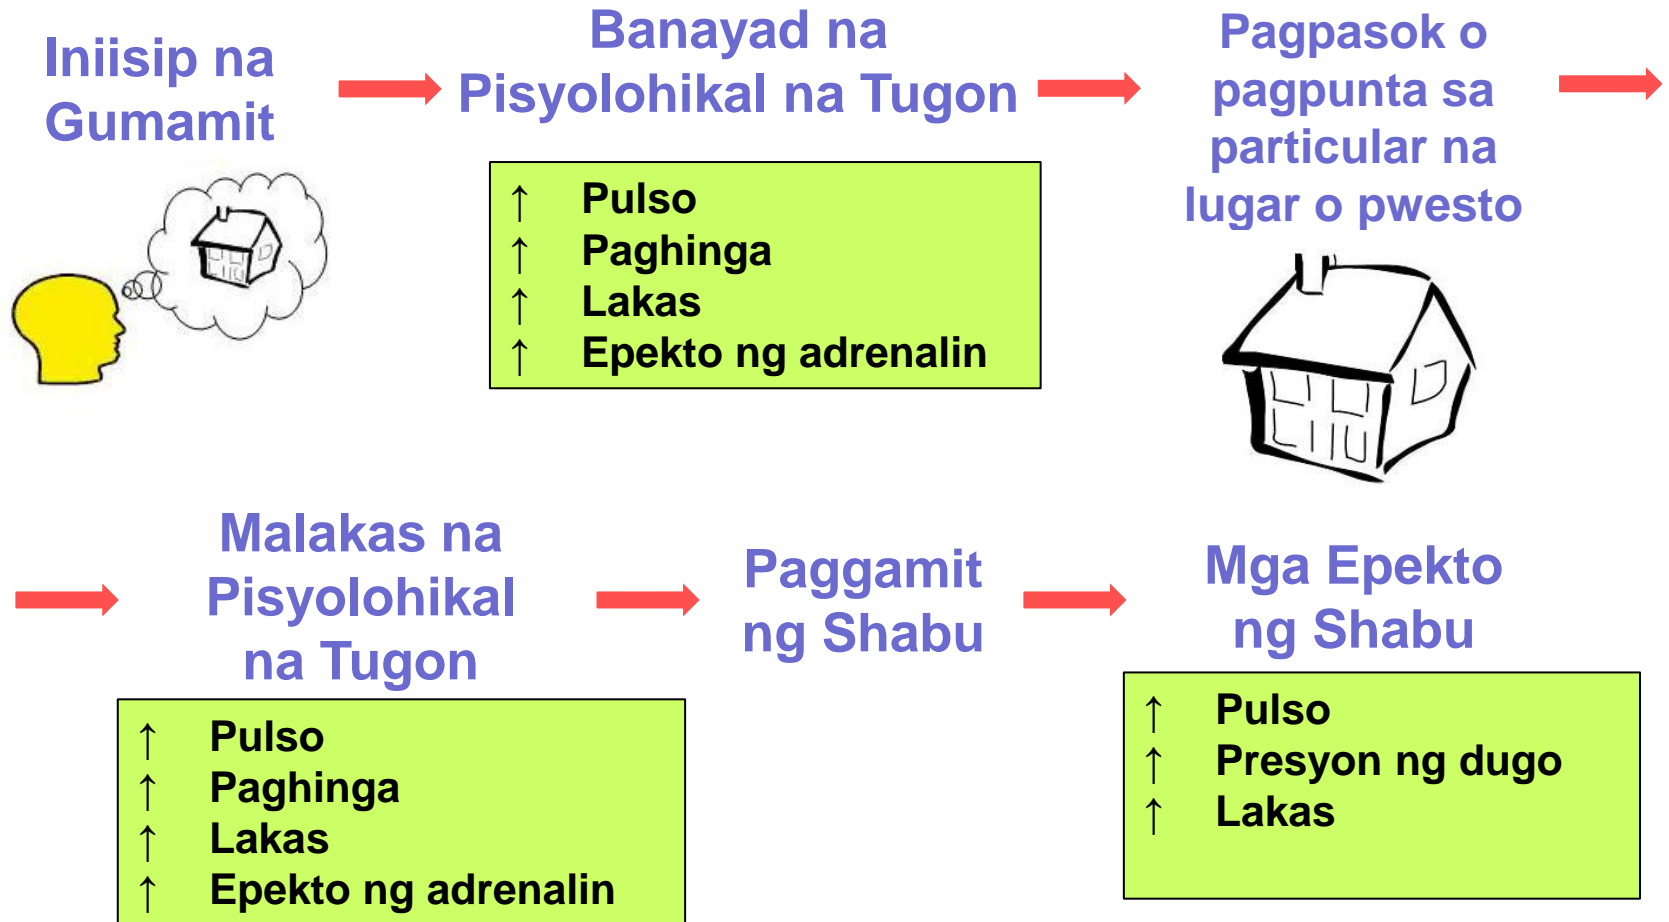 Iniisip na
Gumamit
Banayad na
Pisyolohikal na Tugon
↑ Pulso
↑ Paghinga
↑ Lakas
↑ Epekto ng adrenalin
Pagpasok o
pagpunta sa
particular na
lugar o pwesto
Malakas na
Pisyolohikal
na Tugon
↑ Pulso
↑ Paghinga
↑ Lakas
↑ Epekto ng adrenalin
Paggamit
ng Shabu
Mga Epekto
ng Shabu
↑ Pulso
↑ Presyon ng dugo
↑ Lakas